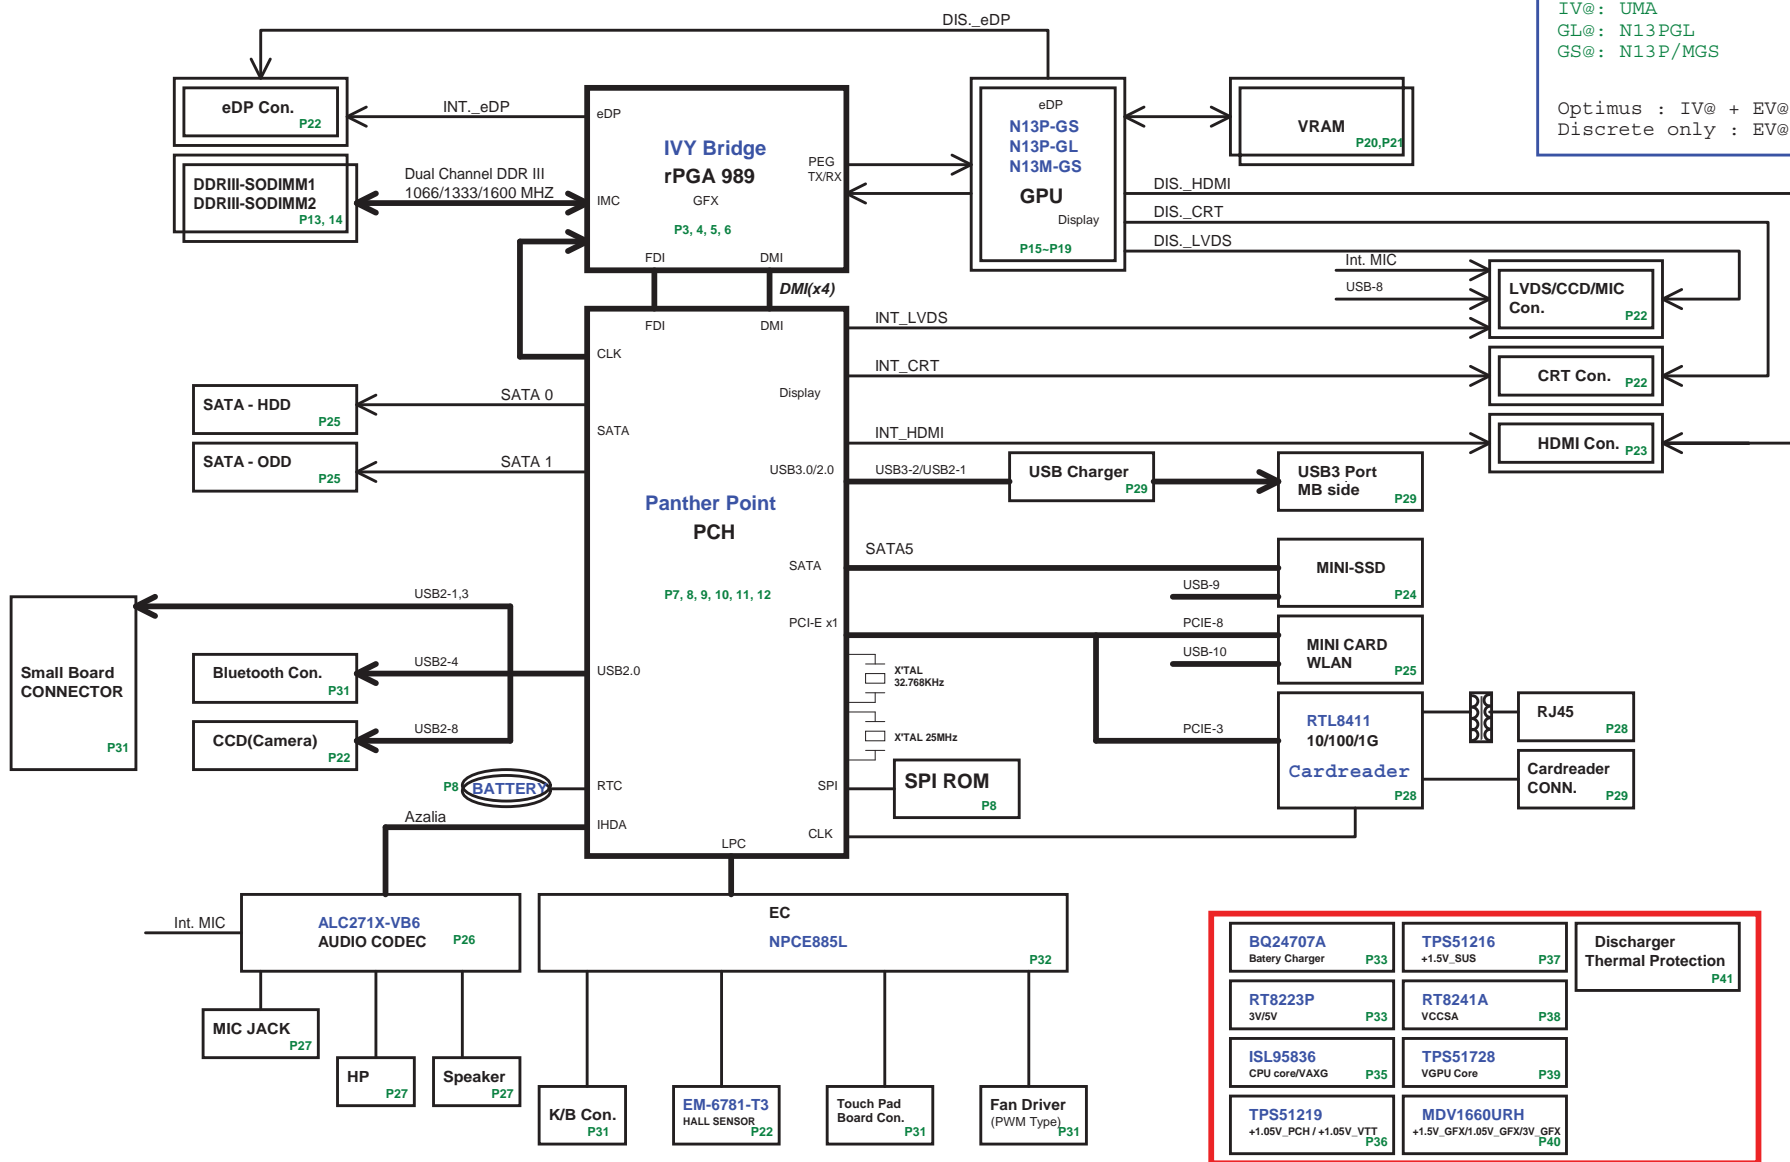 DIS._eDP
IV@: UMA
GL@: N13PGL
GS@: N13P/MGS
Optimus : IV@ + EV@
Discrete only : EV@
eDP Con.
P22
INT._eDP
DDRIII-SODIMM1
DDRIII-SODIMM2
P13, 14
Dual Channel DDR III
1066/1333/1600 MHZ
eDP
IVY Bridge
rPGA 989
GFX
IMC
PEG
TX/RX
P3, 4, 5, 6
FDI
DMI
DMI(x4)
eDP
N13P-GS
N13P-GL
N13M-GS
GPU
Display
P15~P19
VRAM
P20,P21
DIS._HDMI
DIS._CRT
DIS._LVDS
Int. MIC
USB-8
LVDS/CCD/MIC
Con.
P22
INT_LVDS
INT_CRT
CRT Con.
P22
INT_HDMI
HDMI Con.
P23
FDI
DMI
CLK
Display
SATA
USB3.0/2.0
Panther Point
PCH
SATA
P7, 8, 9, 10, 11, 12
PCI-E x1
USB2.0
RTC
SPI
IHDA
CLK
LPC
SATA - HDD
P25
SATA 0
SATA - ODD
P25
SATA 1
USB3-2/USB2-1
USB Charger
P29
USB3 Port
MB side
P29
SATA5
MINI-SSD
P24
USB-9
PCIE-8
MINI CARD
WLAN
P25
USB-10
PCIE-3
RTL8411
10/100/1G
Cardreader
P28
RJ45
P28
Cardreader
CONN.
P29
X'TAL
32.768KHz
X'TAL 25MHz
SPI ROM
P8
Small Board
CONNECTOR
P31
USB2-1,3
Bluetooth Con.
P31
USB2-4
CCD(Camera)
P22
USB2-8
P8
BATTERY
Azalia
Int. MIC
ALC271X-VB6
AUDIO CODEC
P26
EC
NPCE885L
P32
MIC JACK
P27
HP
P27
Speaker
P27
K/B Con.
P31
EM-6781-T3
HALL SENSOR
P22
Touch Pad
Board Con.
P31
Fan Driver
(PWM Type)
P31
BQ24707A
Batery Charger
P33
TPS51216
+1.5V_SUS
P37
Discharger
Thermal Protection
P41
RT8223P
3V/5V
P33
RT8241A
VCCSA
P38
ISL95836
CPU core/VAXG
P35
TPS51728
VGPU Core
P39
TPS51219
+1.05V_PCH / +1.05V_VTT
P36
MDV1660URH
+1.5V_GFX/1.05V_GFX/3V_GFX
P40